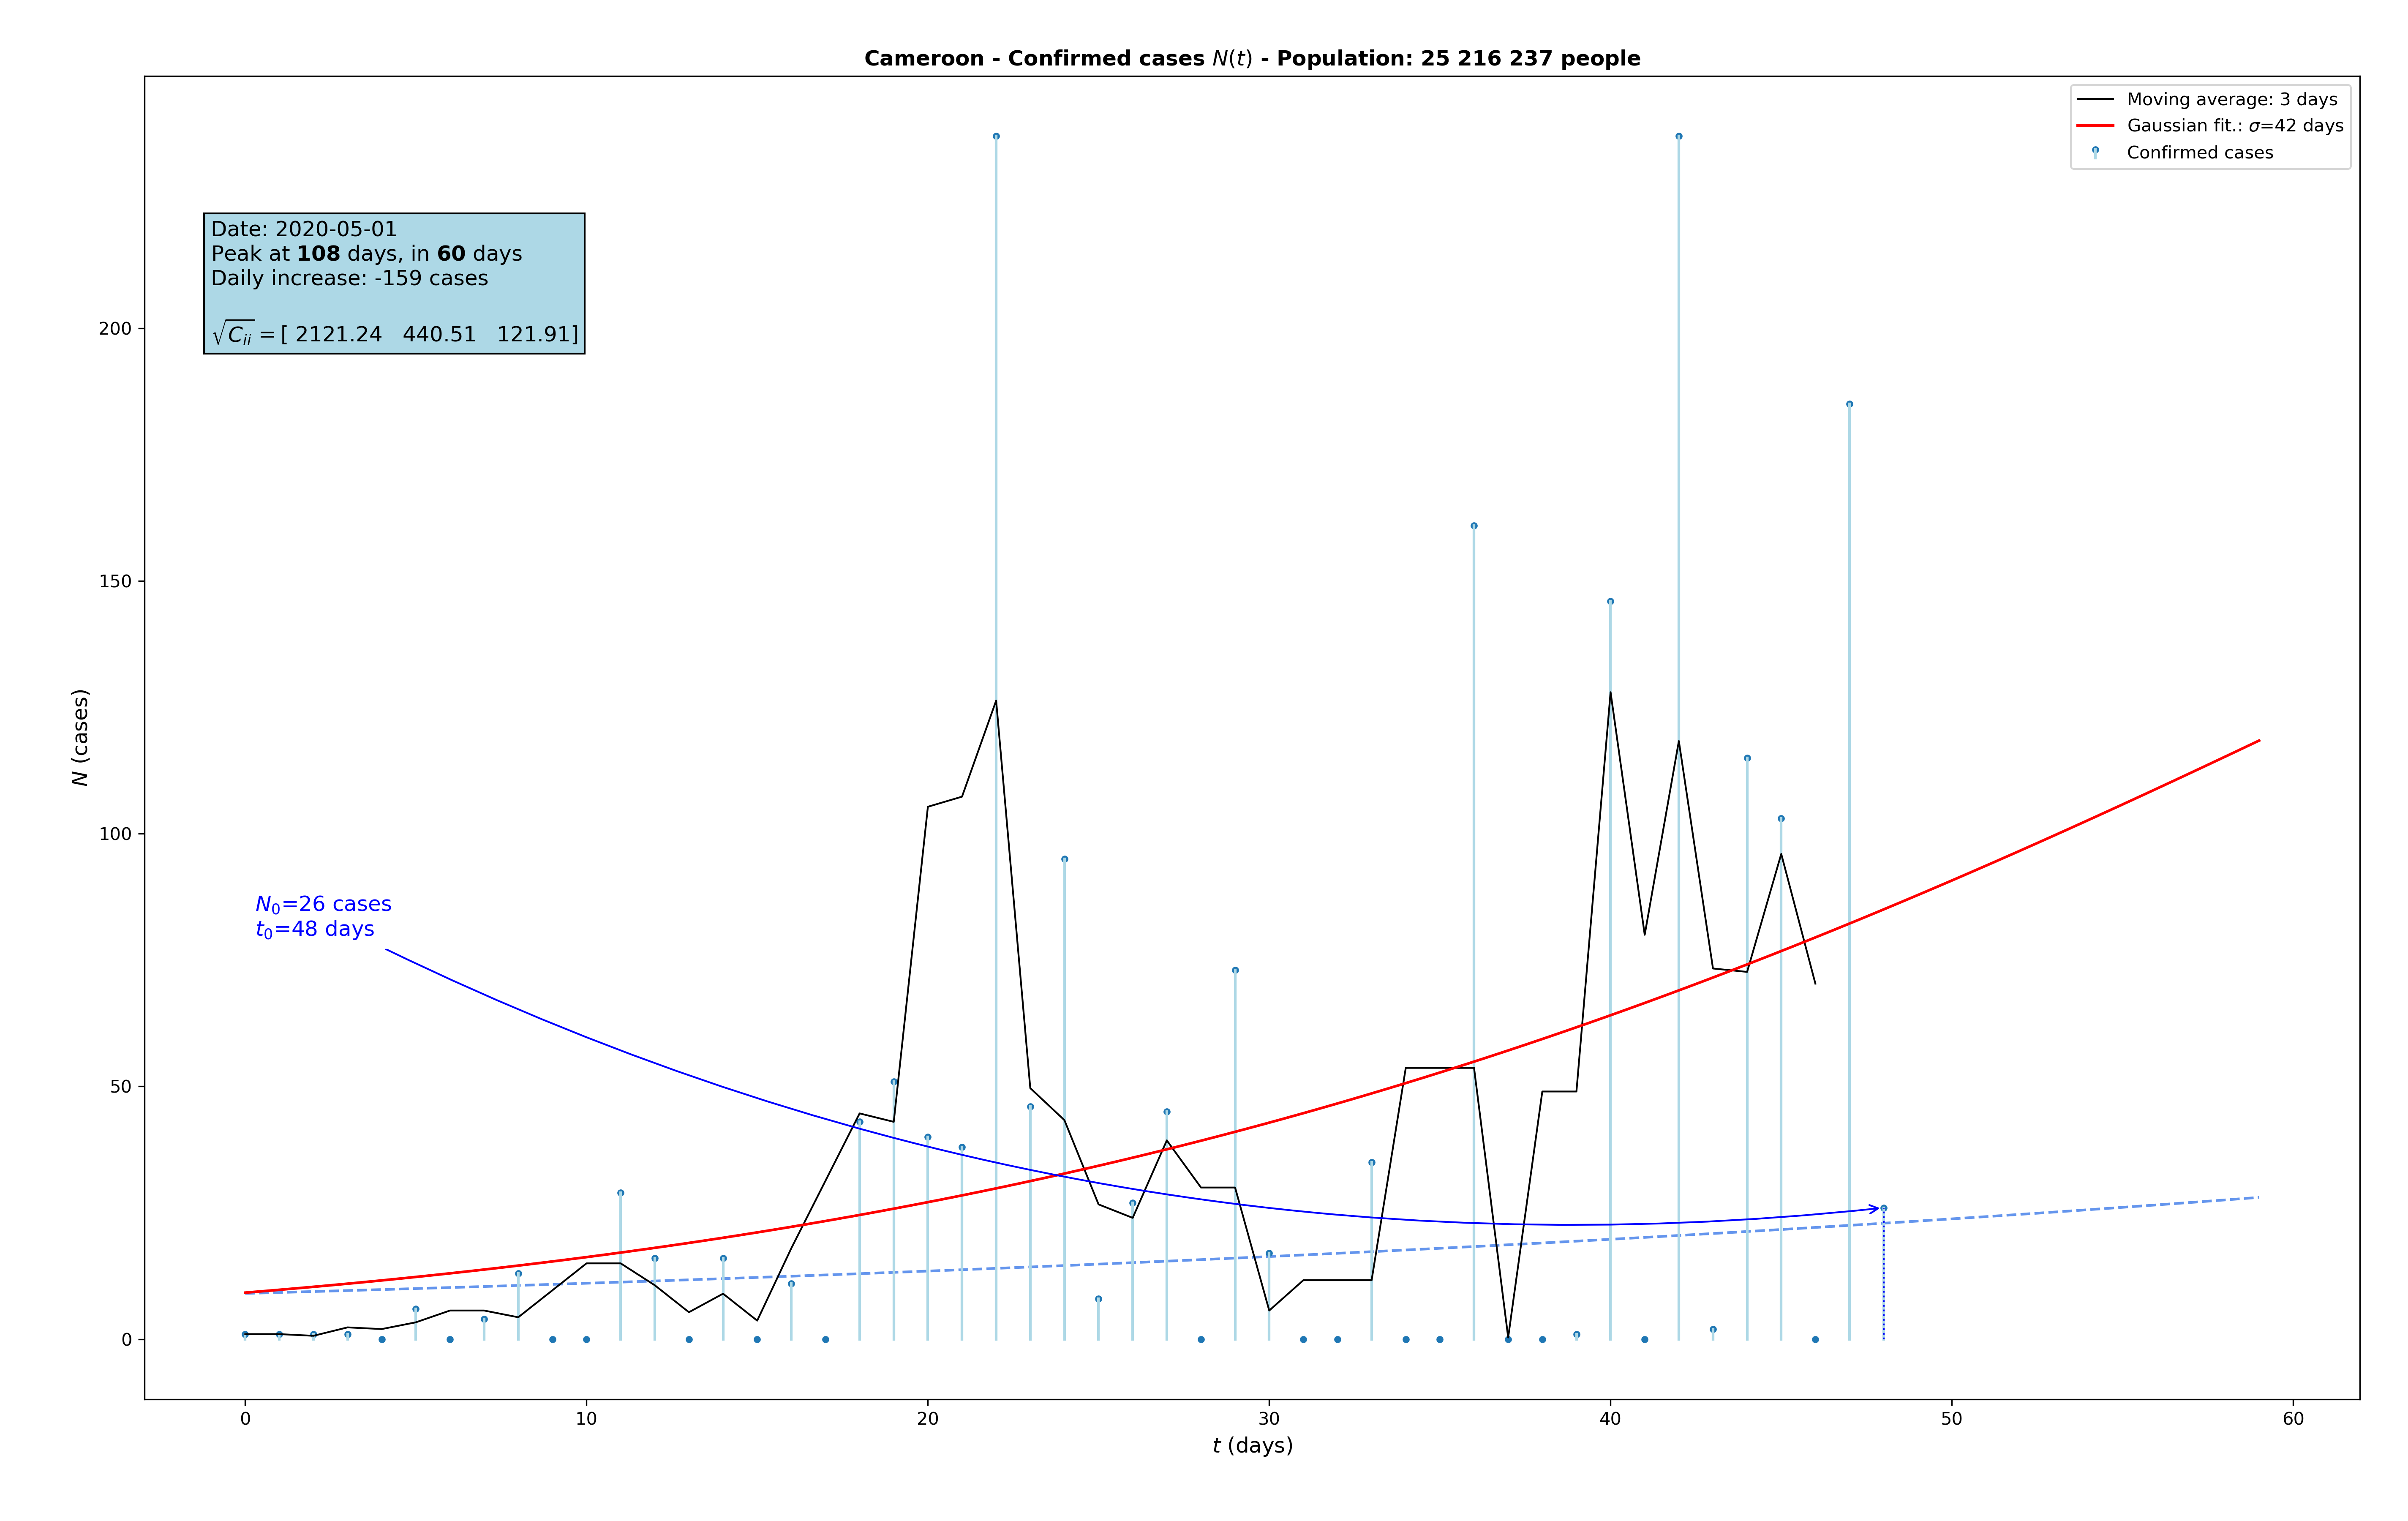 Cameroon - Confirmed cases N(t) - Population: 25 216 237 people
Moving average: 3 days
Gaussian fit.: σ=42 days
Confirmed cases
Date: 2020-05-01
Peak at 108 days, in 60 days
Daily increase: -159 cases
√Cᵢᵢ = [ 2121.24 440.51 121.91]
N₀=26 cases
t₀=48 days
N (cases)
200
150
100
50
0
0 10 20 30 40 50 60
t (days)